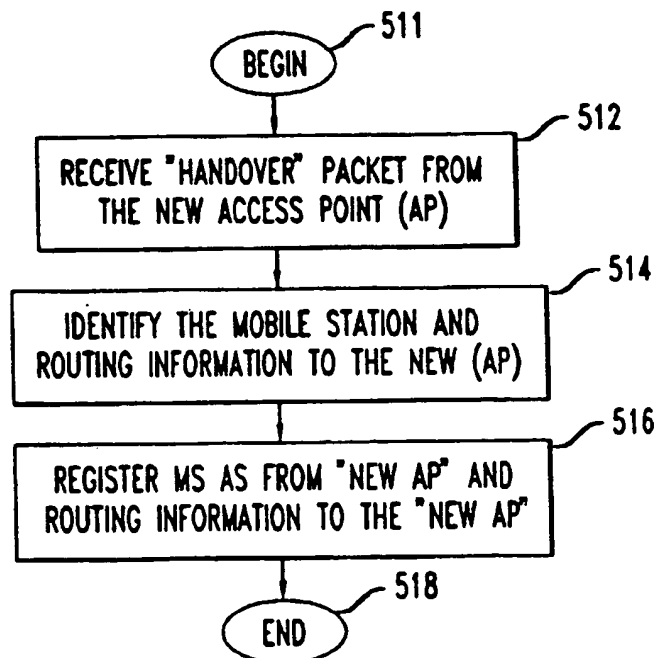 511
BEGIN
512
RECEIVE "HANDOVER" PACKET FROM
THE NEW ACCESS POINT (AP)
514
IDENTIFY THE MOBILE STATION AND
ROUTING INFORMATION TO THE NEW (AP)
516
REGISTER MS AS FROM "NEW AP" AND
ROUTING INFORMATION TO THE "NEW AP"
518
END